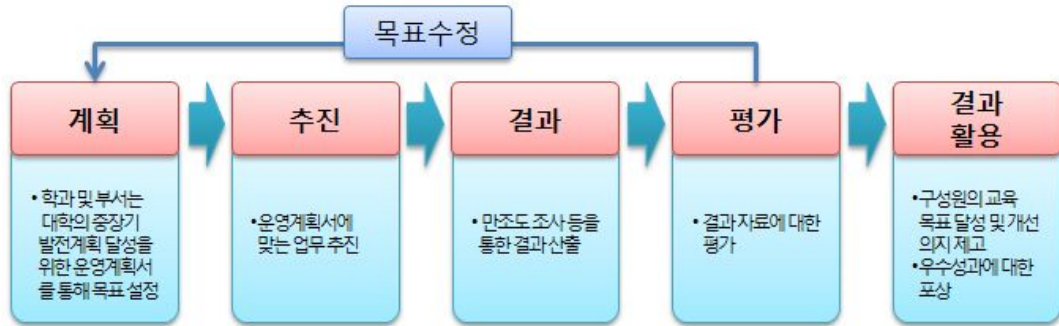 목표수정
계획
추진
결과
평가
결과
활용
• 학과 및 부서는
대학의 중장기
발전계획 달성을
위한 운영계획서
를 통해 목표 설정
• 운영계획서에
맞는 업무 추진
• 만조도 조사 등을
통한 결과 산출
• 결과 자료에 대한
평가
• 구성원의 교육
목표 달성 및 개선
의지 제고
• 우수성과에 대한
포상